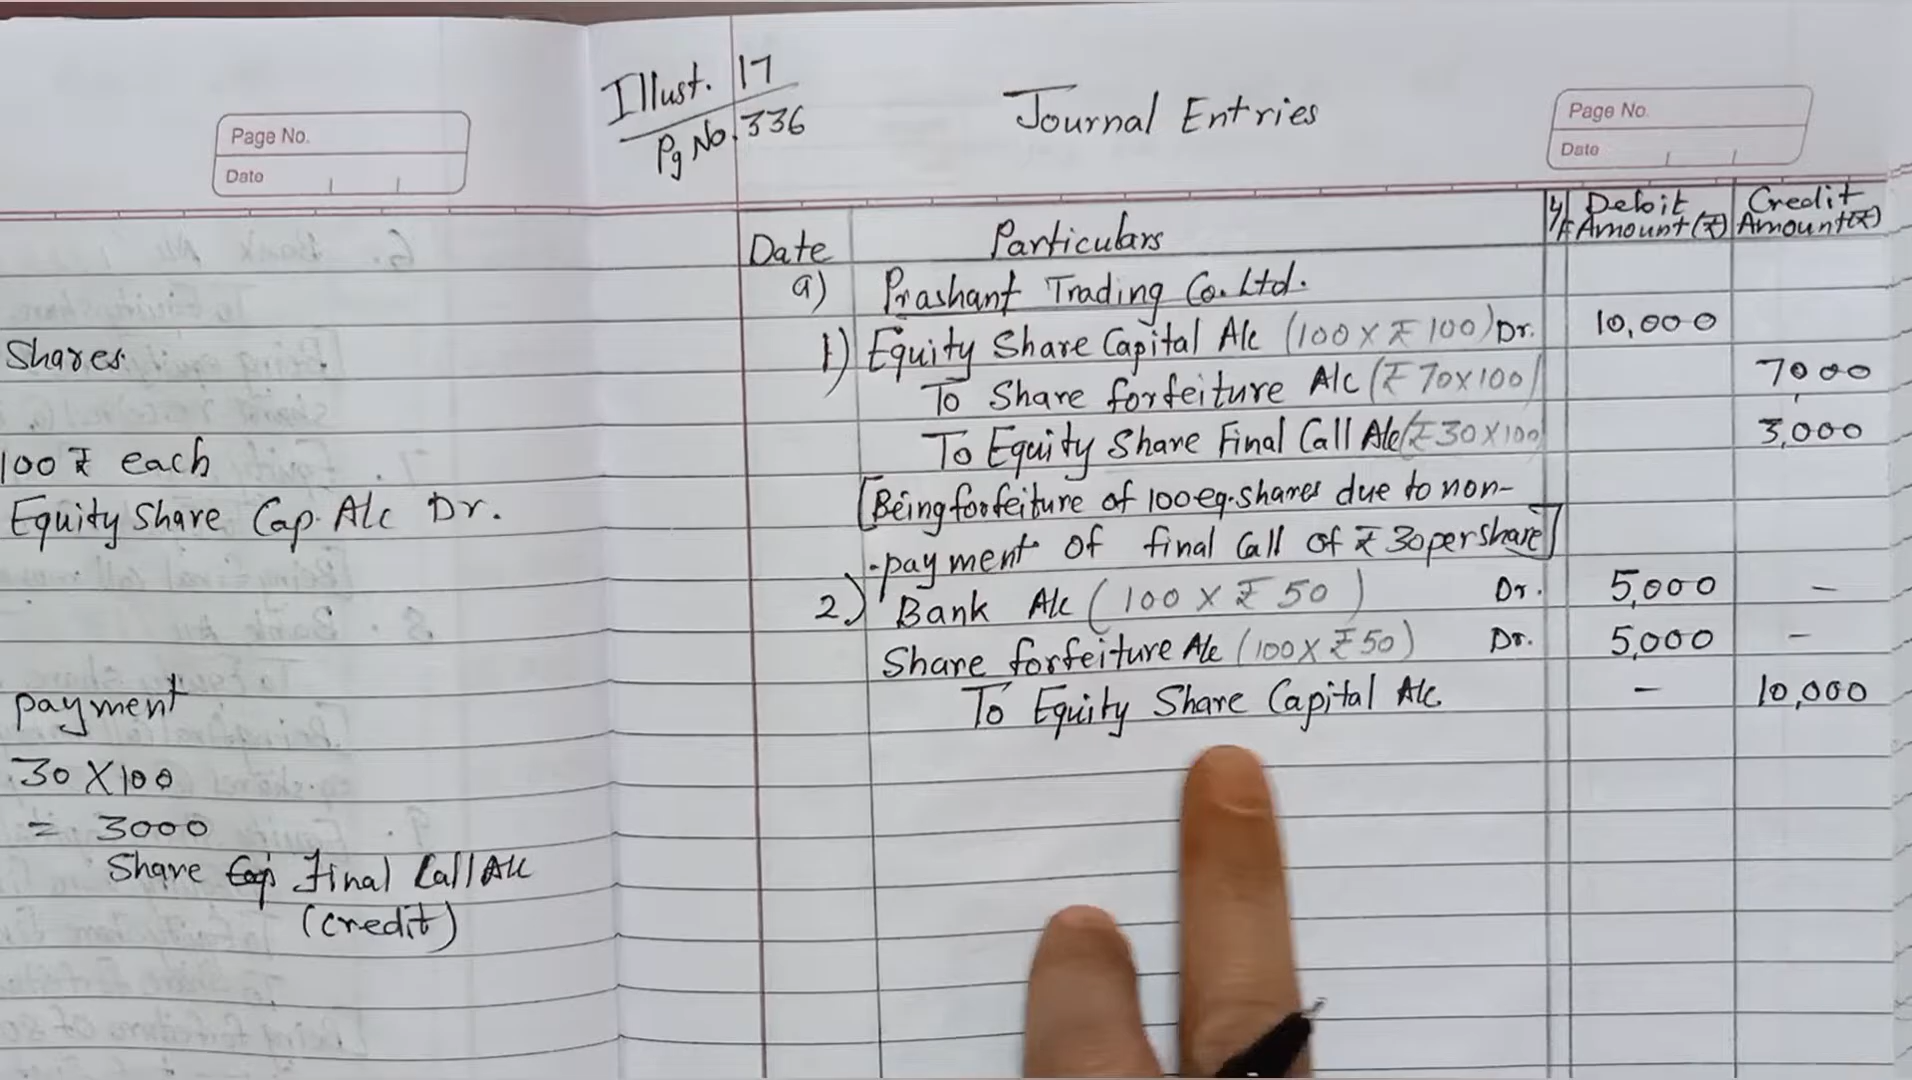 Page No.
Date
Shares.
100 ₹ each
Equity Share Cap. A/c Dr.
payment
30 X 100
= 3000
Share Final Call A/c
(credit)
Illust. 17
Pg No. 336
Journal Entries
Page No.
Date
Date Particulars L/F Debit Amount (₹) Credit Amount (₹)
a) Prashant Trading Co. Ltd.
1) Equity Share Capital A/c (100 X ₹ 100) Dr. 10,000
To Share forfeiture A/c (₹ 70 X 100) 7000
To Equity Share Final Call A/c (₹ 30 X 100) 3,000
[Being forfeiture of 100 eq. shares due to non-
-payment of final Call of ₹ 30 per share]
2.) Bank A/c (100 X ₹ 50) Dr. 5,000 –
Share forfeiture A/c (100 X ₹ 50) Dr. 5,000 –
To Equity Share Capital A/c. – 10,000